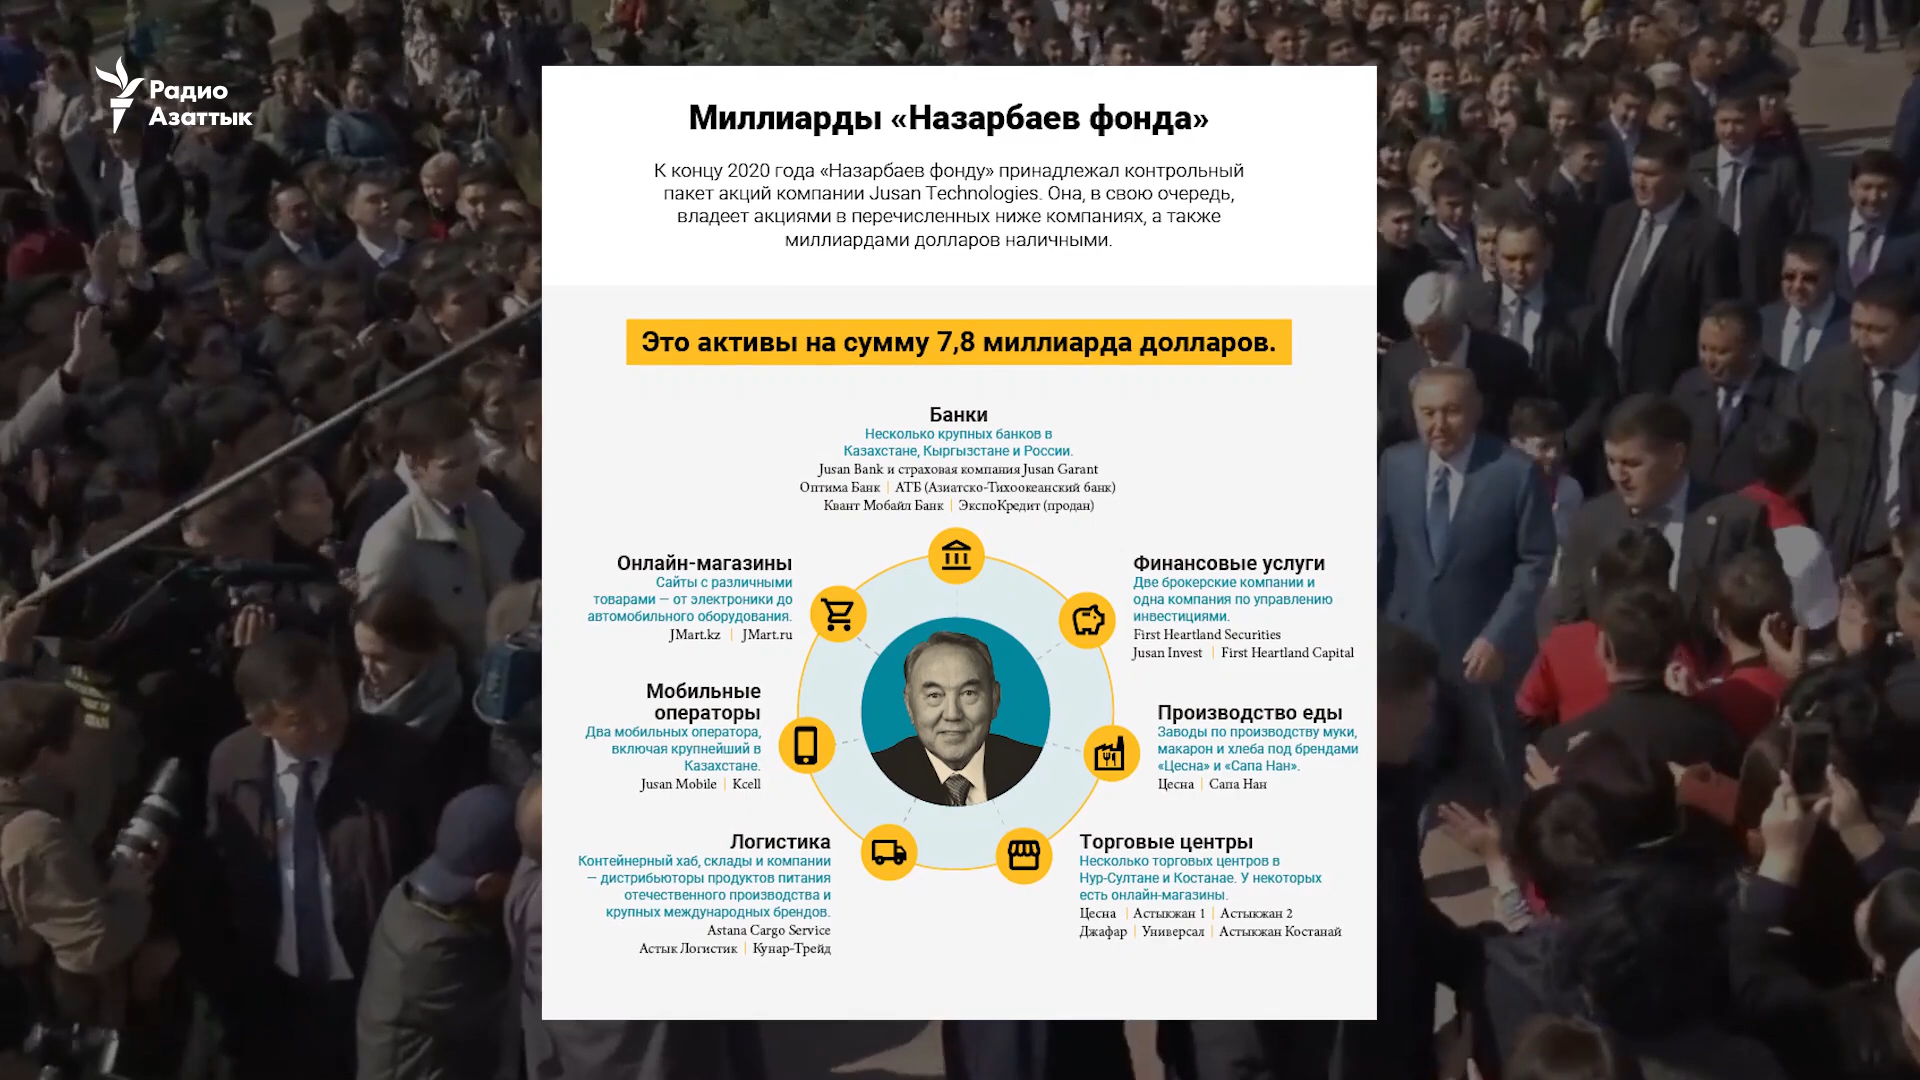 Радио
Азаттык
Миллиарды «Назарбаев фонда»
К концу 2020 года «Назарбаев фонду» принадлежал контрольный
пакет акций компании Jusan Technologies. Она, в свою очередь,
владеет акциями в перечисленных ниже компаниях, а также
миллиардами долларов наличными.
Это активы на сумму 7,8 миллиарда долларов.
Банки
Несколько крупных банков в
Казахстане, Кыргызстане и России.
Jusan Bank и страховая компания Jusan Garant
Оптима Банк | АТБ (Азиатско-Тихоокеанский банк)
Квант Мобайл Банк | ЭкспоКредит (продан)
Онлайн-магазины
Сайты с различными
товарами — от электроники до
автомобильного оборудования.
JMart.kz | JMart.ru
Финансовые услуги
Две брокерские компании и
одна компания по управлению
инвестициями.
First Heartland Securities
Jusan Invest | First Heartland Capital
Мобильные
операторы
Два мобильных оператора,
включая крупнейший в
Казахстане.
Jusan Mobile | Kcell
Производство еды
Заводы по производству муки,
макарон и хлеба под брендами
«Цесна» и «Сапа Нан».
Цесна | Сапа Нан
Логистика
Контейнерный хаб, склады и компании
— дистрибьюторы продуктов питания
отечественного производства и
крупных международных брендов.
Astana Cargo Service
Астык Логистик | Кунар-Трейд
Торговые центры
Несколько торговых центров в
Нур-Султане и Костанае. У некоторых
есть онлайн-магазины.
Цесна | Астыкжан 1 | Астыкжан 2
Джафар | Универсал | Астыкжан Костанай